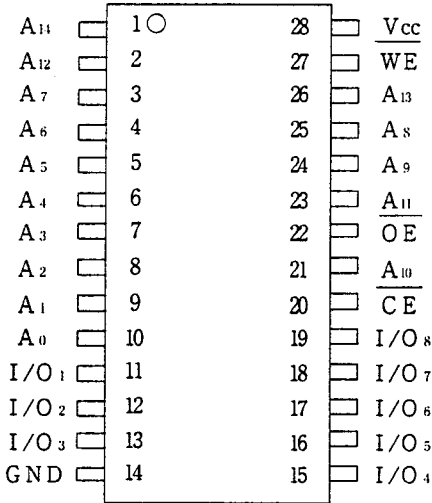 A14 1 28 Vcc
A12 2 27 WE
A7 3 26 A13
A6 4 25 A8
A5 5 24 A9
A4 6 23 A11
A3 7 22 OE
A2 8 21 A10
A1 9 20 CE
A0 10 19 I/O8
I/O1 11 18 I/O7
I/O2 12 17 I/O6
I/O3 13 16 I/O5
GND 14 15 I/O4